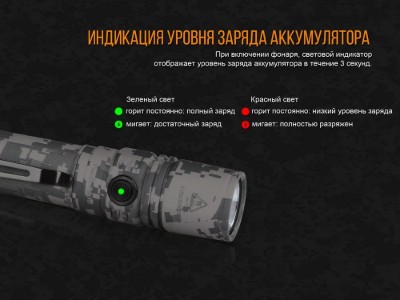 ИНДИКАЦИЯ УРОВНЯ ЗАРЯДА АККУМУЛЯТОРА
При включении фонаря, световой индикатор
отображает уровень заряда аккумулятора в течение 3 секунд.
Зеленый свет
горит постоянно: полный заряд
мигает: достаточный заряд
Красный свет
горит постоянно: низкий уровень заряда
мигает: полностью разряжен